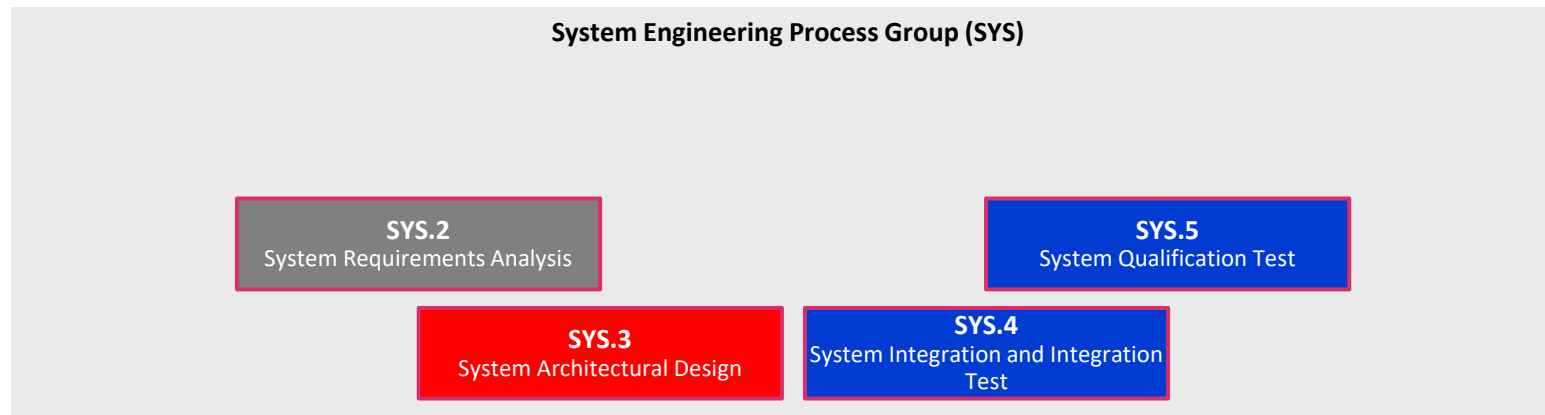 System Engineering Process Group (SYS)
SYS.2
System Requirements Analysis
SYS.5
System Qualification Test
SYS.3
System Architectural Design
SYS.4
System Integration and Integration
Test